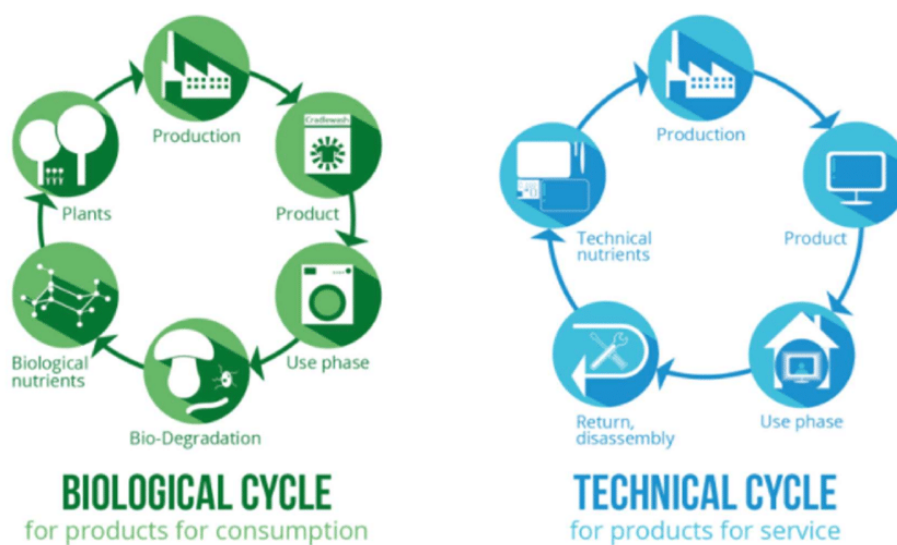 Production
Cradlewash
Product
Use phase
Bio-Degradation
Biological
nutrients
Plants
BIOLOGICAL CYCLE
for products for consumption
Production
Product
Use phase
Return,
disassembly
Technical
nutrients
TECHNICAL CYCLE
for products for service